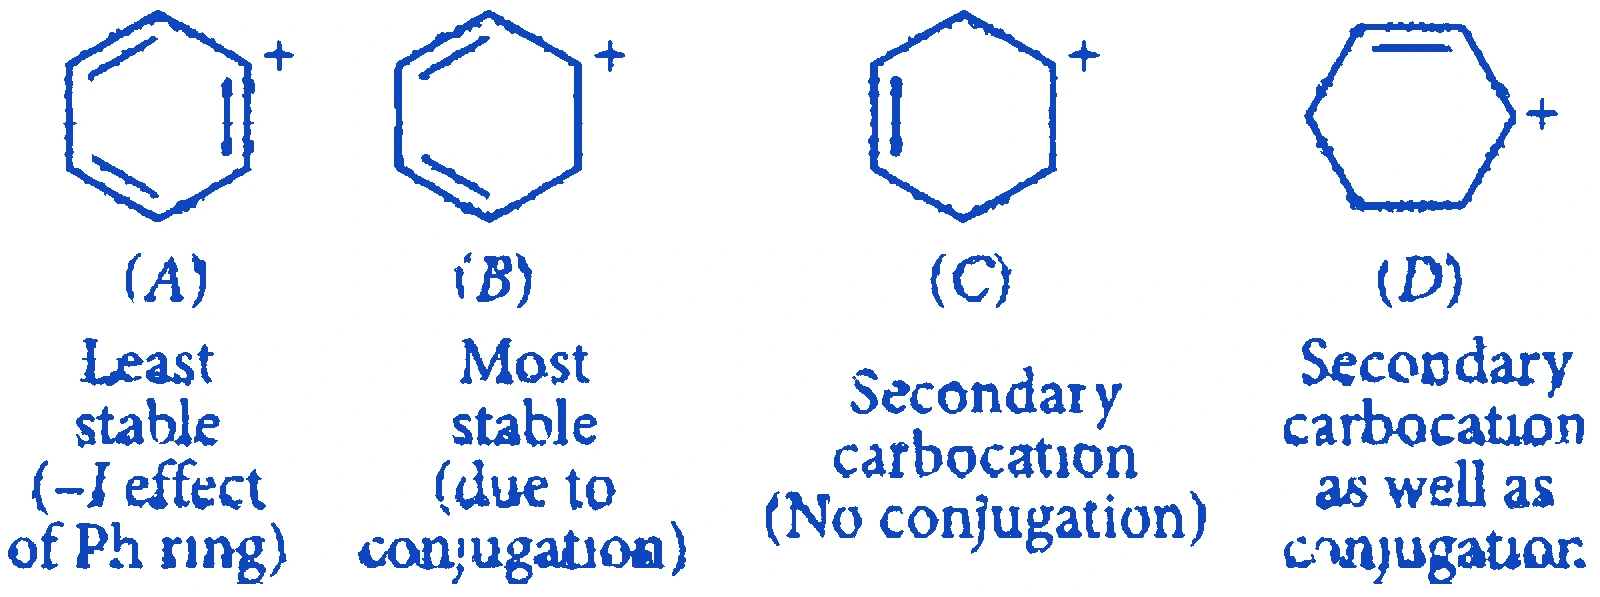 + + + +
(A) (B) (C) (D)
Least
stable
(–I effect
of Ph ring)
Most
stable
(due to
conjugation)
Secondary
carbocation
(No conjugation)
Secondary
carbocation
as well as
conjugation